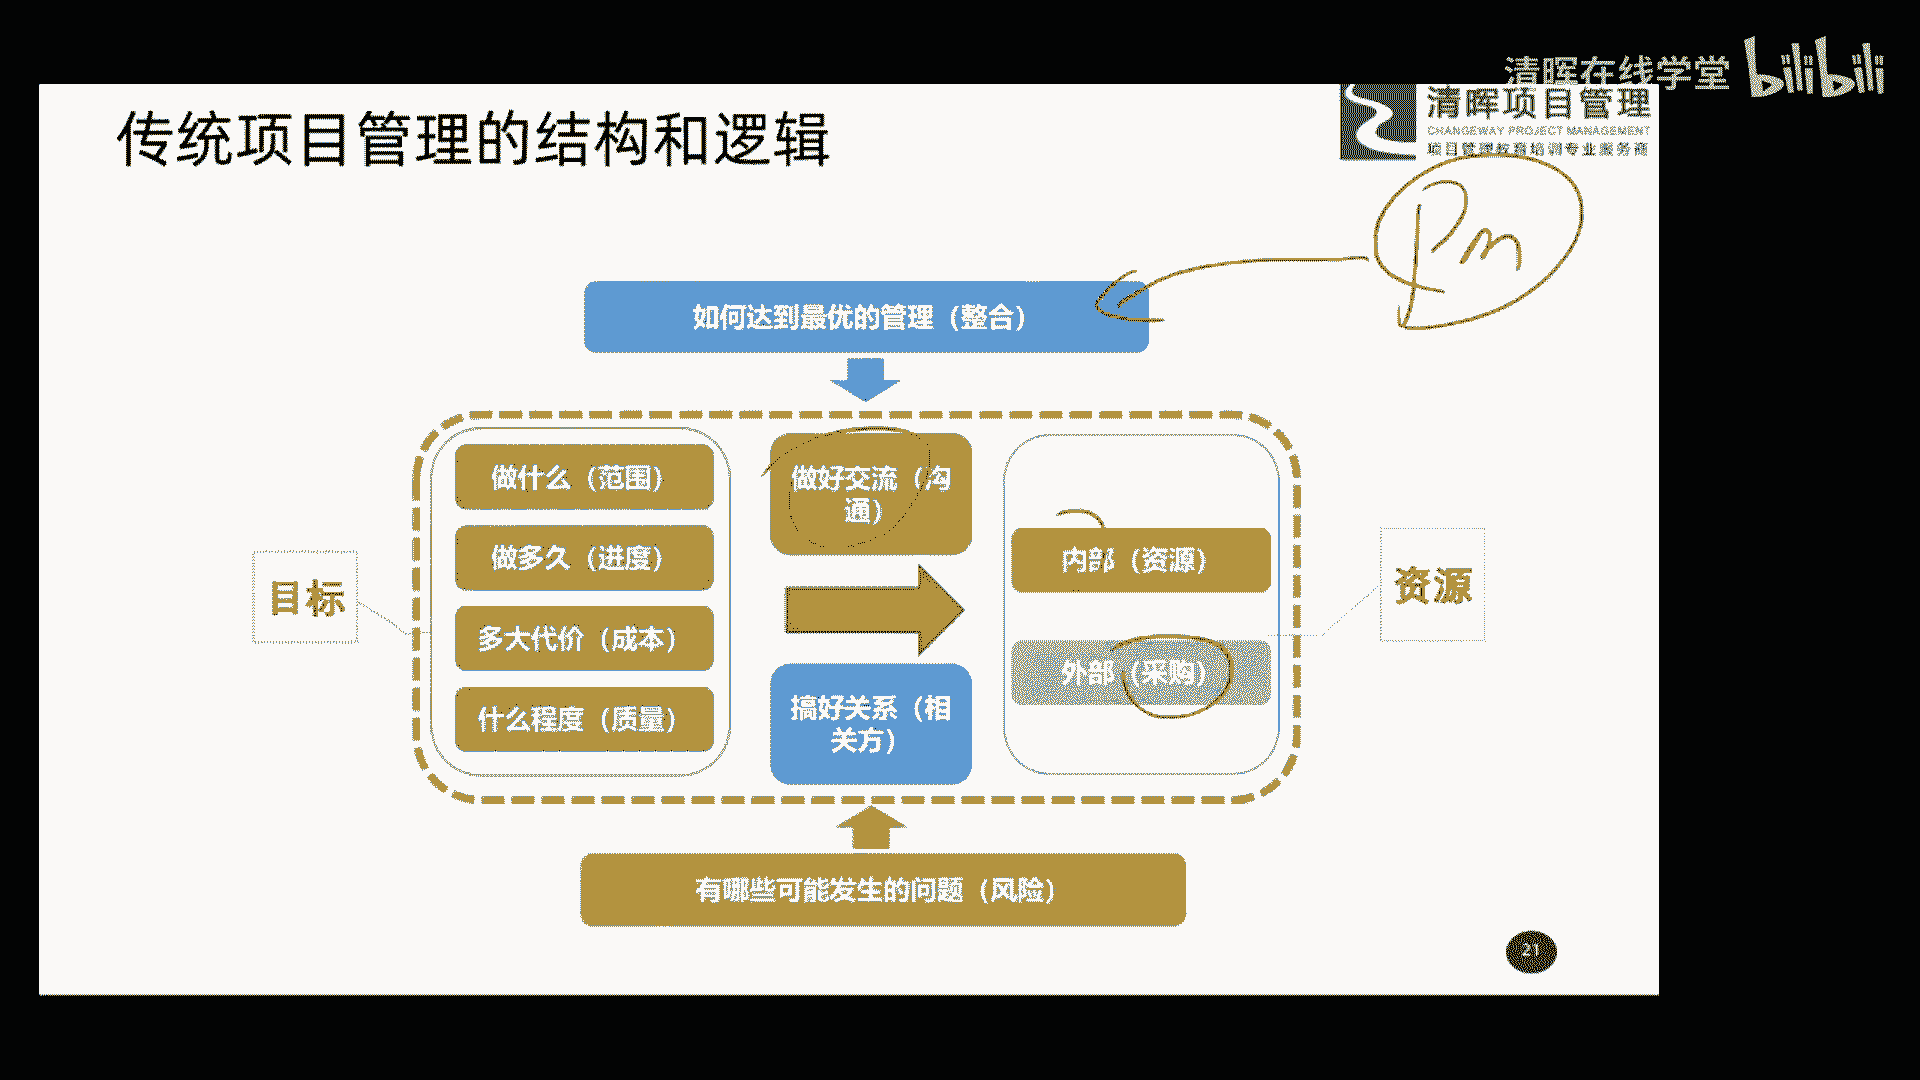 清晖在线学堂 bilibili
传统项目管理的结构和逻辑
清晖项目管理
CHANGEWAY PROJECT MANAGEMENT
项目管理教育培训专业服务商
Pm
如何达到最优的管理（整合）
做什么（范围）
做多久（进度）
多大代价（成本）
什么程度（质量）
目标
做好交流（沟
通）
搞好关系（相
关方）
内部（资源）
外部（采购）
资源
有哪些可能发生的问题（风险）
21